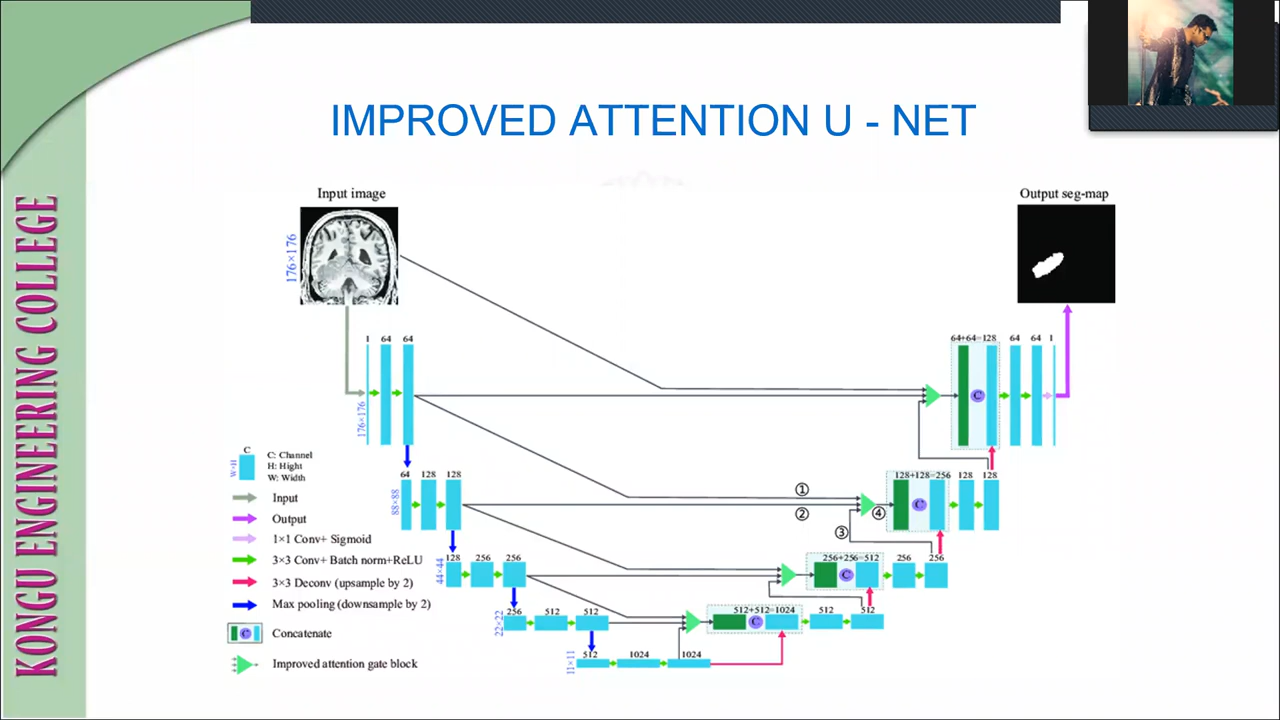 IMPROVED ATTENTION U - NET
KONGU ENGINEERING COLLEGE
Input image
Output seg-map
176×176
1 64 64
176×176
64+64=128 64 64 1
64 128 128
88×88
128+128=256 128 128
①
②
③
④
128 256 256
44×44
256+256=512 256 256
256 512 512
22×22
512+512=1024 512 512
512 1024 1024
11×11
C
W×H
C: Channel
H: Hight
W: Width
Input
Output
1×1 Conv+ Sigmoid
3×3 Conv+ Batch norm+ReLU
3×3 Deconv (upsample by 2)
Max pooling (downsample by 2)
C Concatenate
Improved attention gate block
C
C
C
C